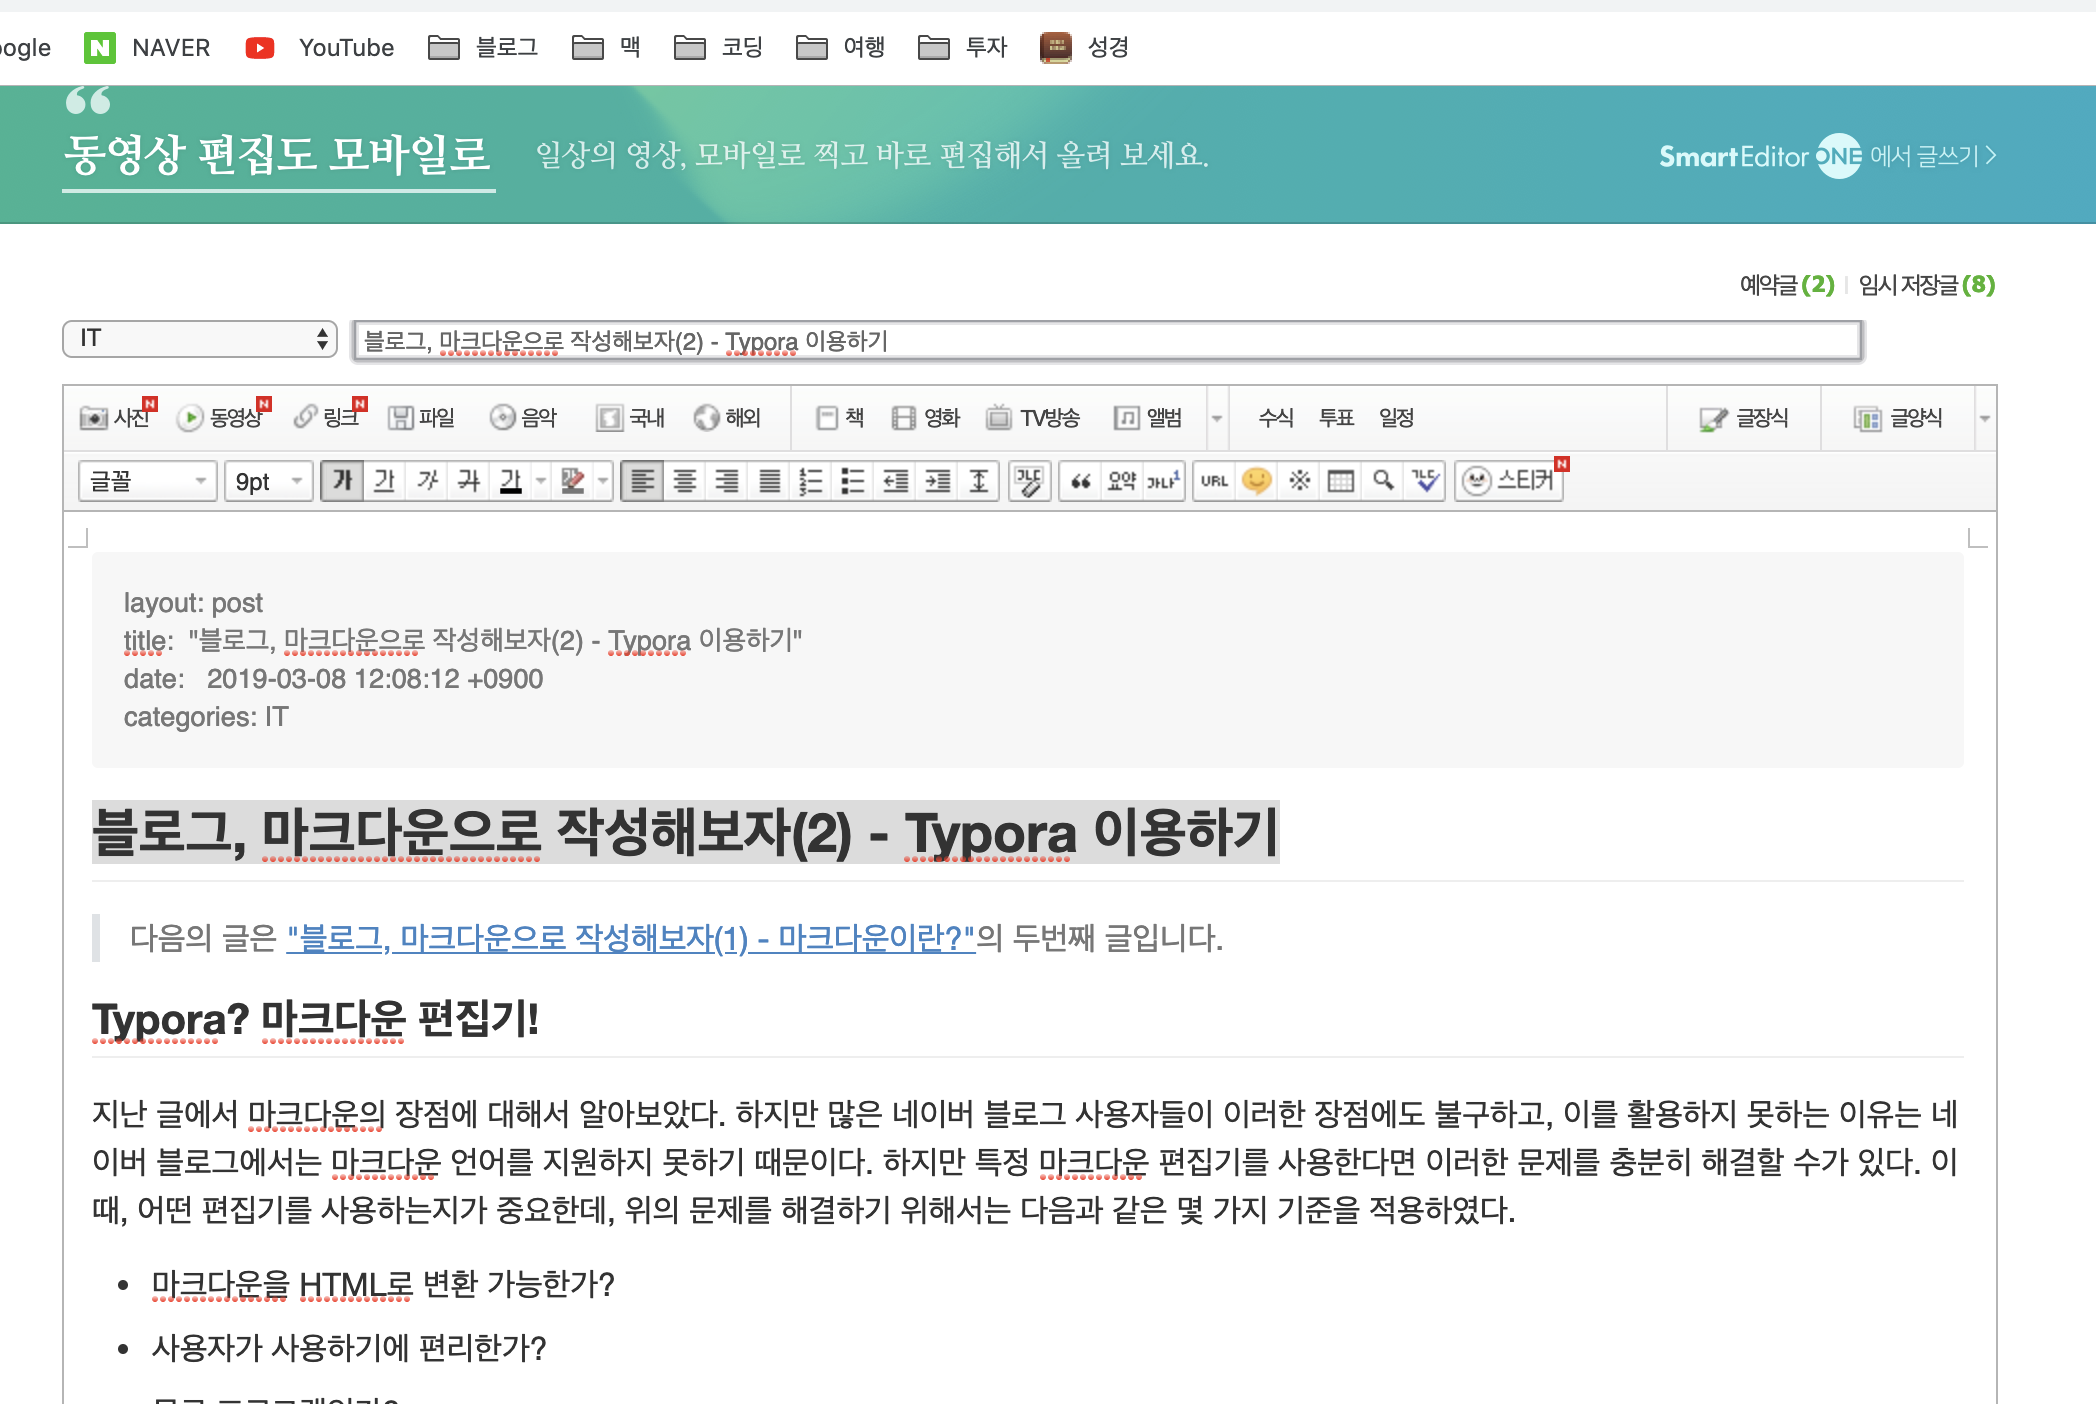 NAVER
YouTube
블로그
맥
코딩
여행
투자
성경
동영상 편집도 모바일로
일상의 영상, 모바일로 찍고 바로 편집해서 올려 보세요.
SmartEditor ONE 에서 글쓰기 >
예약글 (2) | 임시 저장글 (8)
IT
블로그, 마크다운으로 작성해보자(2) - Typora 이용하기
사진 N 동영상 N 링크 N 파일 음악 국내 해외 책 영화 TV방송 앨범 수식 투표 일정 글장식 글양식
글꼴 9pt 가 가 가 가 가 요약 가나1 URL ※ 스티커 N
layout: post
title: "블로그, 마크다운으로 작성해보자(2) - Typora 이용하기"
date: 2019-03-08 12:08:12 +0900
categories: IT
블로그, 마크다운으로 작성해보자(2) - Typora 이용하기
다음의 글은 "블로그, 마크다운으로 작성해보자(1) - 마크다운이란?"의 두번째 글입니다.
Typora? 마크다운 편집기!
지난 글에서 마크다운의 장점에 대해서 알아보았다. 하지만 많은 네이버 블로그 사용자들이 이러한 장점에도 불구하고, 이를 활용하지 못하는 이유는 네
이버 블로그에서는 마크다운 언어를 지원하지 못하기 때문이다. 하지만 특정 마크다운 편집기를 사용한다면 이러한 문제를 충분히 해결할 수가 있다. 이
때, 어떤 편집기를 사용하는지가 중요한데, 위의 문제를 해결하기 위해서는 다음과 같은 몇 가지 기준을 적용하였다.
• 마크다운을 HTML로 변환 가능한가?
• 사용자가 사용하기에 편리한가?